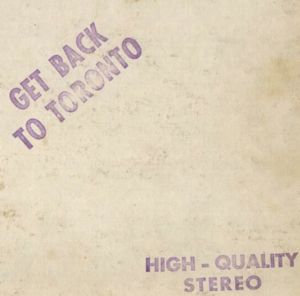 GET BACK
TO TORONTO
HIGH - QUALITY
STEREO